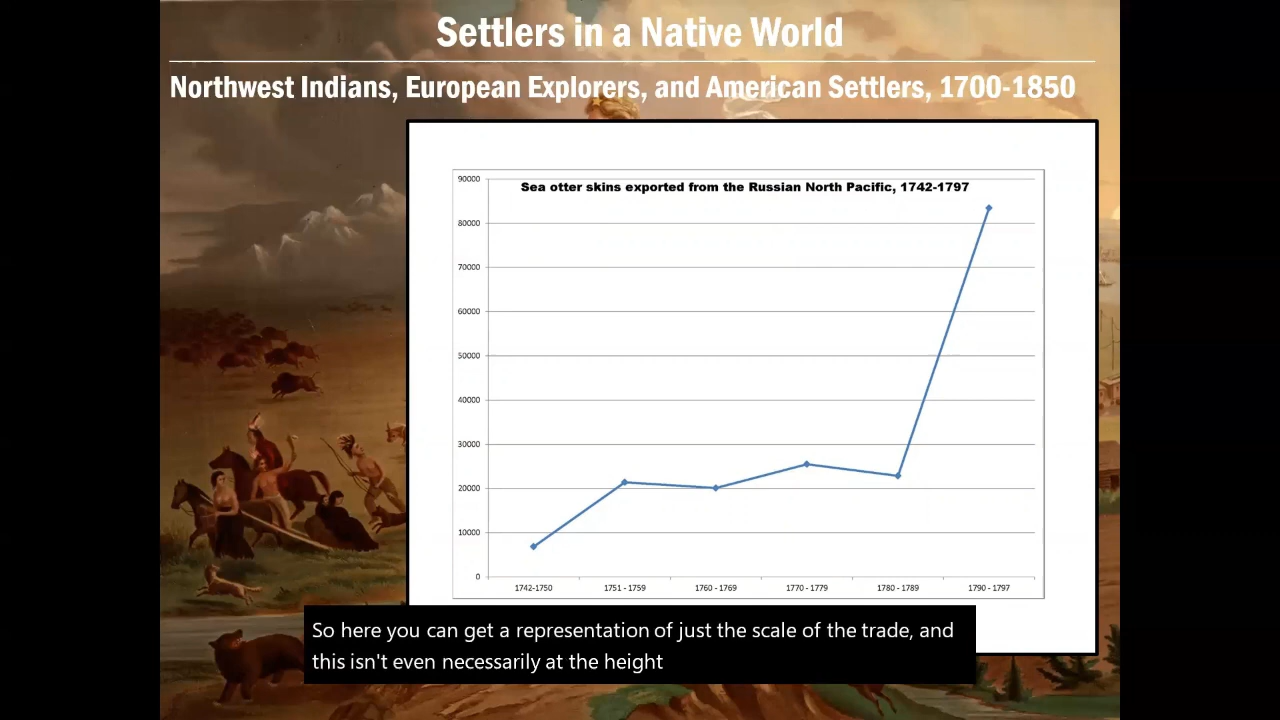 Settlers in a Native World
Northwest Indians, European Explorers, and American Settlers, 1700-1850
Sea otter skins exported from the Russian North Pacific, 1742-1797
90000
80000
70000
60000
50000
40000
30000
20000
10000
0
1742-1750 1751 - 1759 1760 - 1769 1770 - 1779 1780 - 1789 1790 - 1797
So here you can get a representation of just the scale of the trade, and
this isn't even necessarily at the height